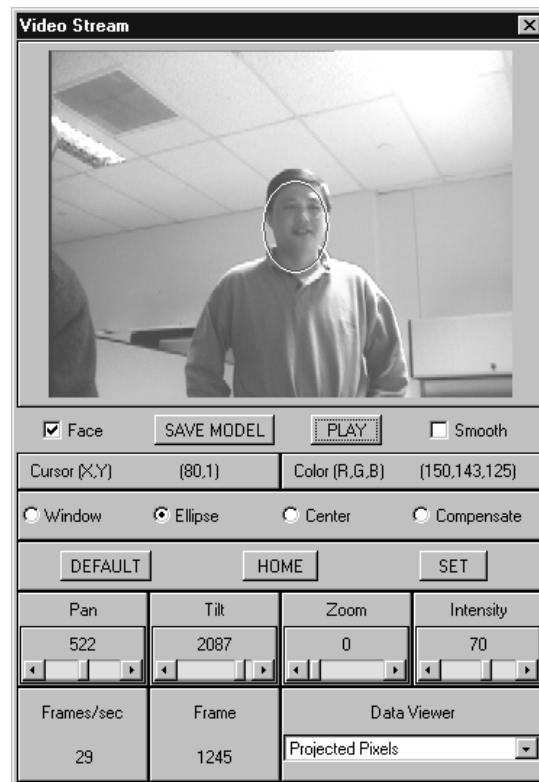 Video Stream
Face SAVE MODEL PLAY Smooth
Cursor (X,Y) (80,1) Color (R,G,B) (150,143,125)
Window Ellipse Center Compensate
DEFAULT HOME SET
Pan Tilt Zoom Intensity
522 2087 0 70
Frames/sec Frame Data Viewer
29 1245 Projected Pixels